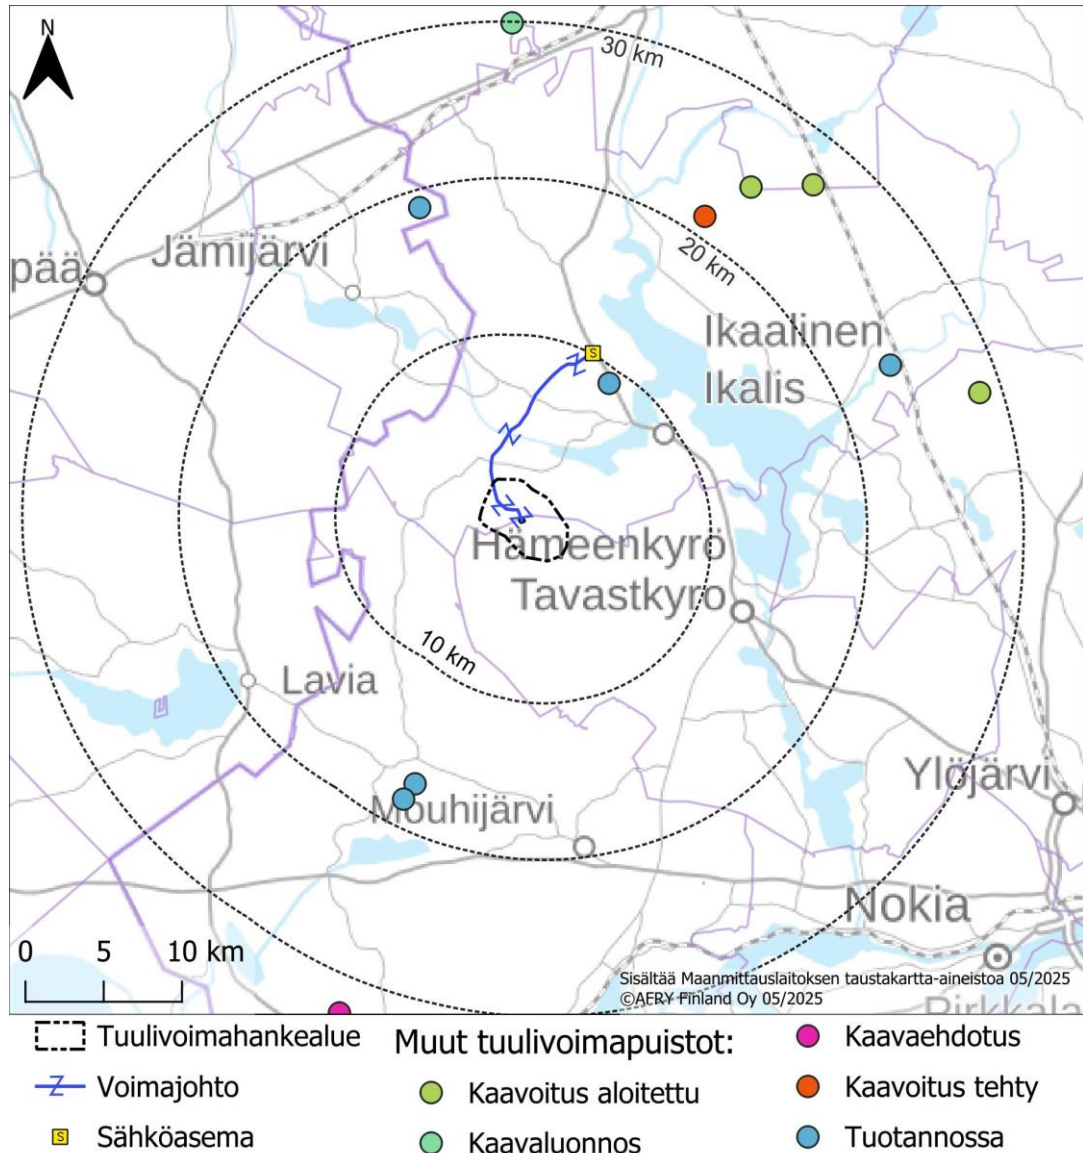 N
30 km
Jämijärvi
pää
20 km
Ikaalinen
Ikalis
S
Hämeenkyrö
Tavastkyrö
10 km
Lavia
Ylöjärvi
Mouhijärvi
Nokia
0 5 10 km
Sisältää Maanmittauslaitoksen taustakartta-aineistoa 05/2025
©AFRY Finland Oy 05/2025
Pirkkala
Tuulivoimahankealue
Muut tuulivoimapuistot:
Kaavaehdotus
Voimajohto
Kaavoitus aloitettu
Kaavoitus tehty
S Sähköasema
Kaavaluonnos
Tuotannossa